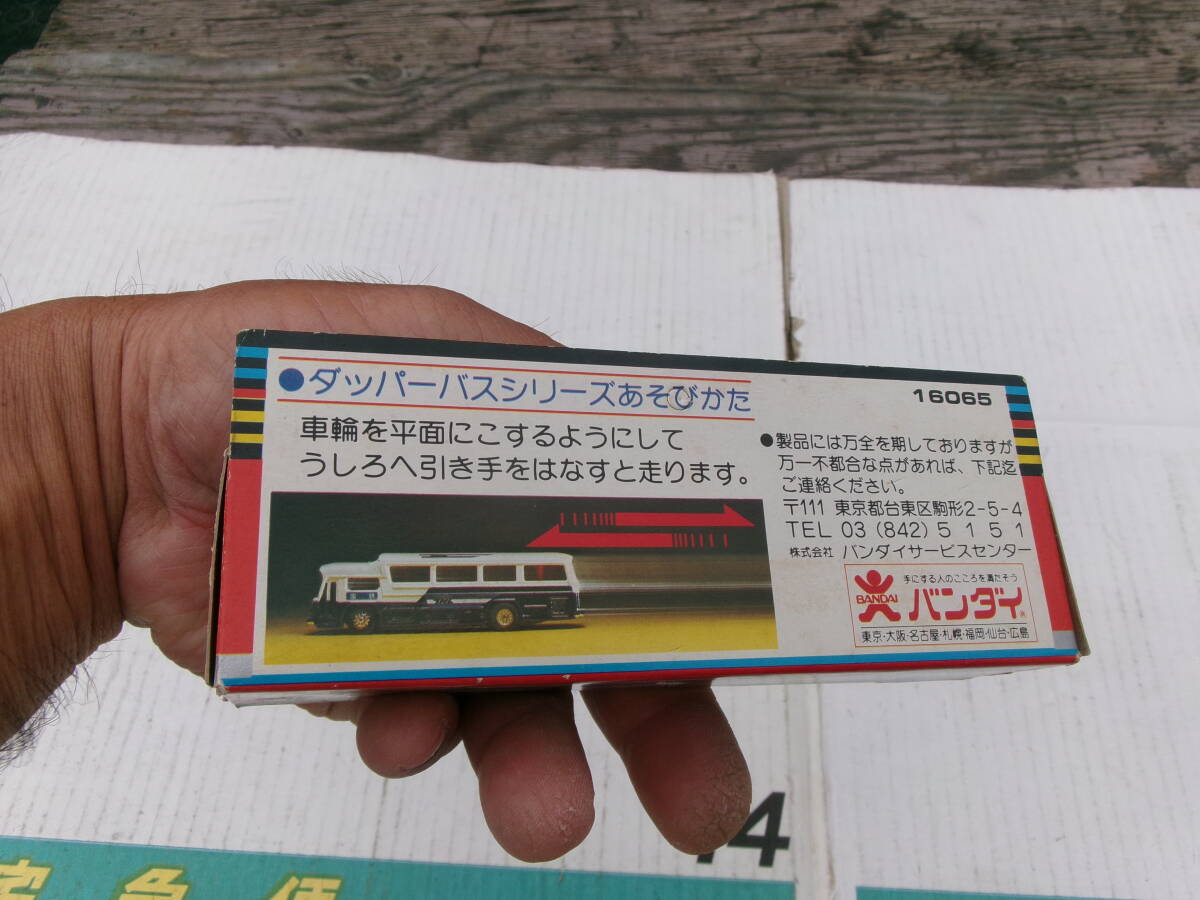 ●ダッパーバスシリーズあそびかた
車輪を平面にこするようにして
うしろへ引き手をはなすと走ります。
16065
●製品には万全を期しておりますが
万一不都合な点があれば、下記迄
ご連絡ください。
〒111 東京都台東区駒形2-5-4
TEL 03 (842) 5151
株式会社 バンダイサービスセンター
手にする人のこころを満たそう
BANDAI バンダイ®
東京・大阪・名古屋・札幌・福岡・仙台・広島
14
宅急便